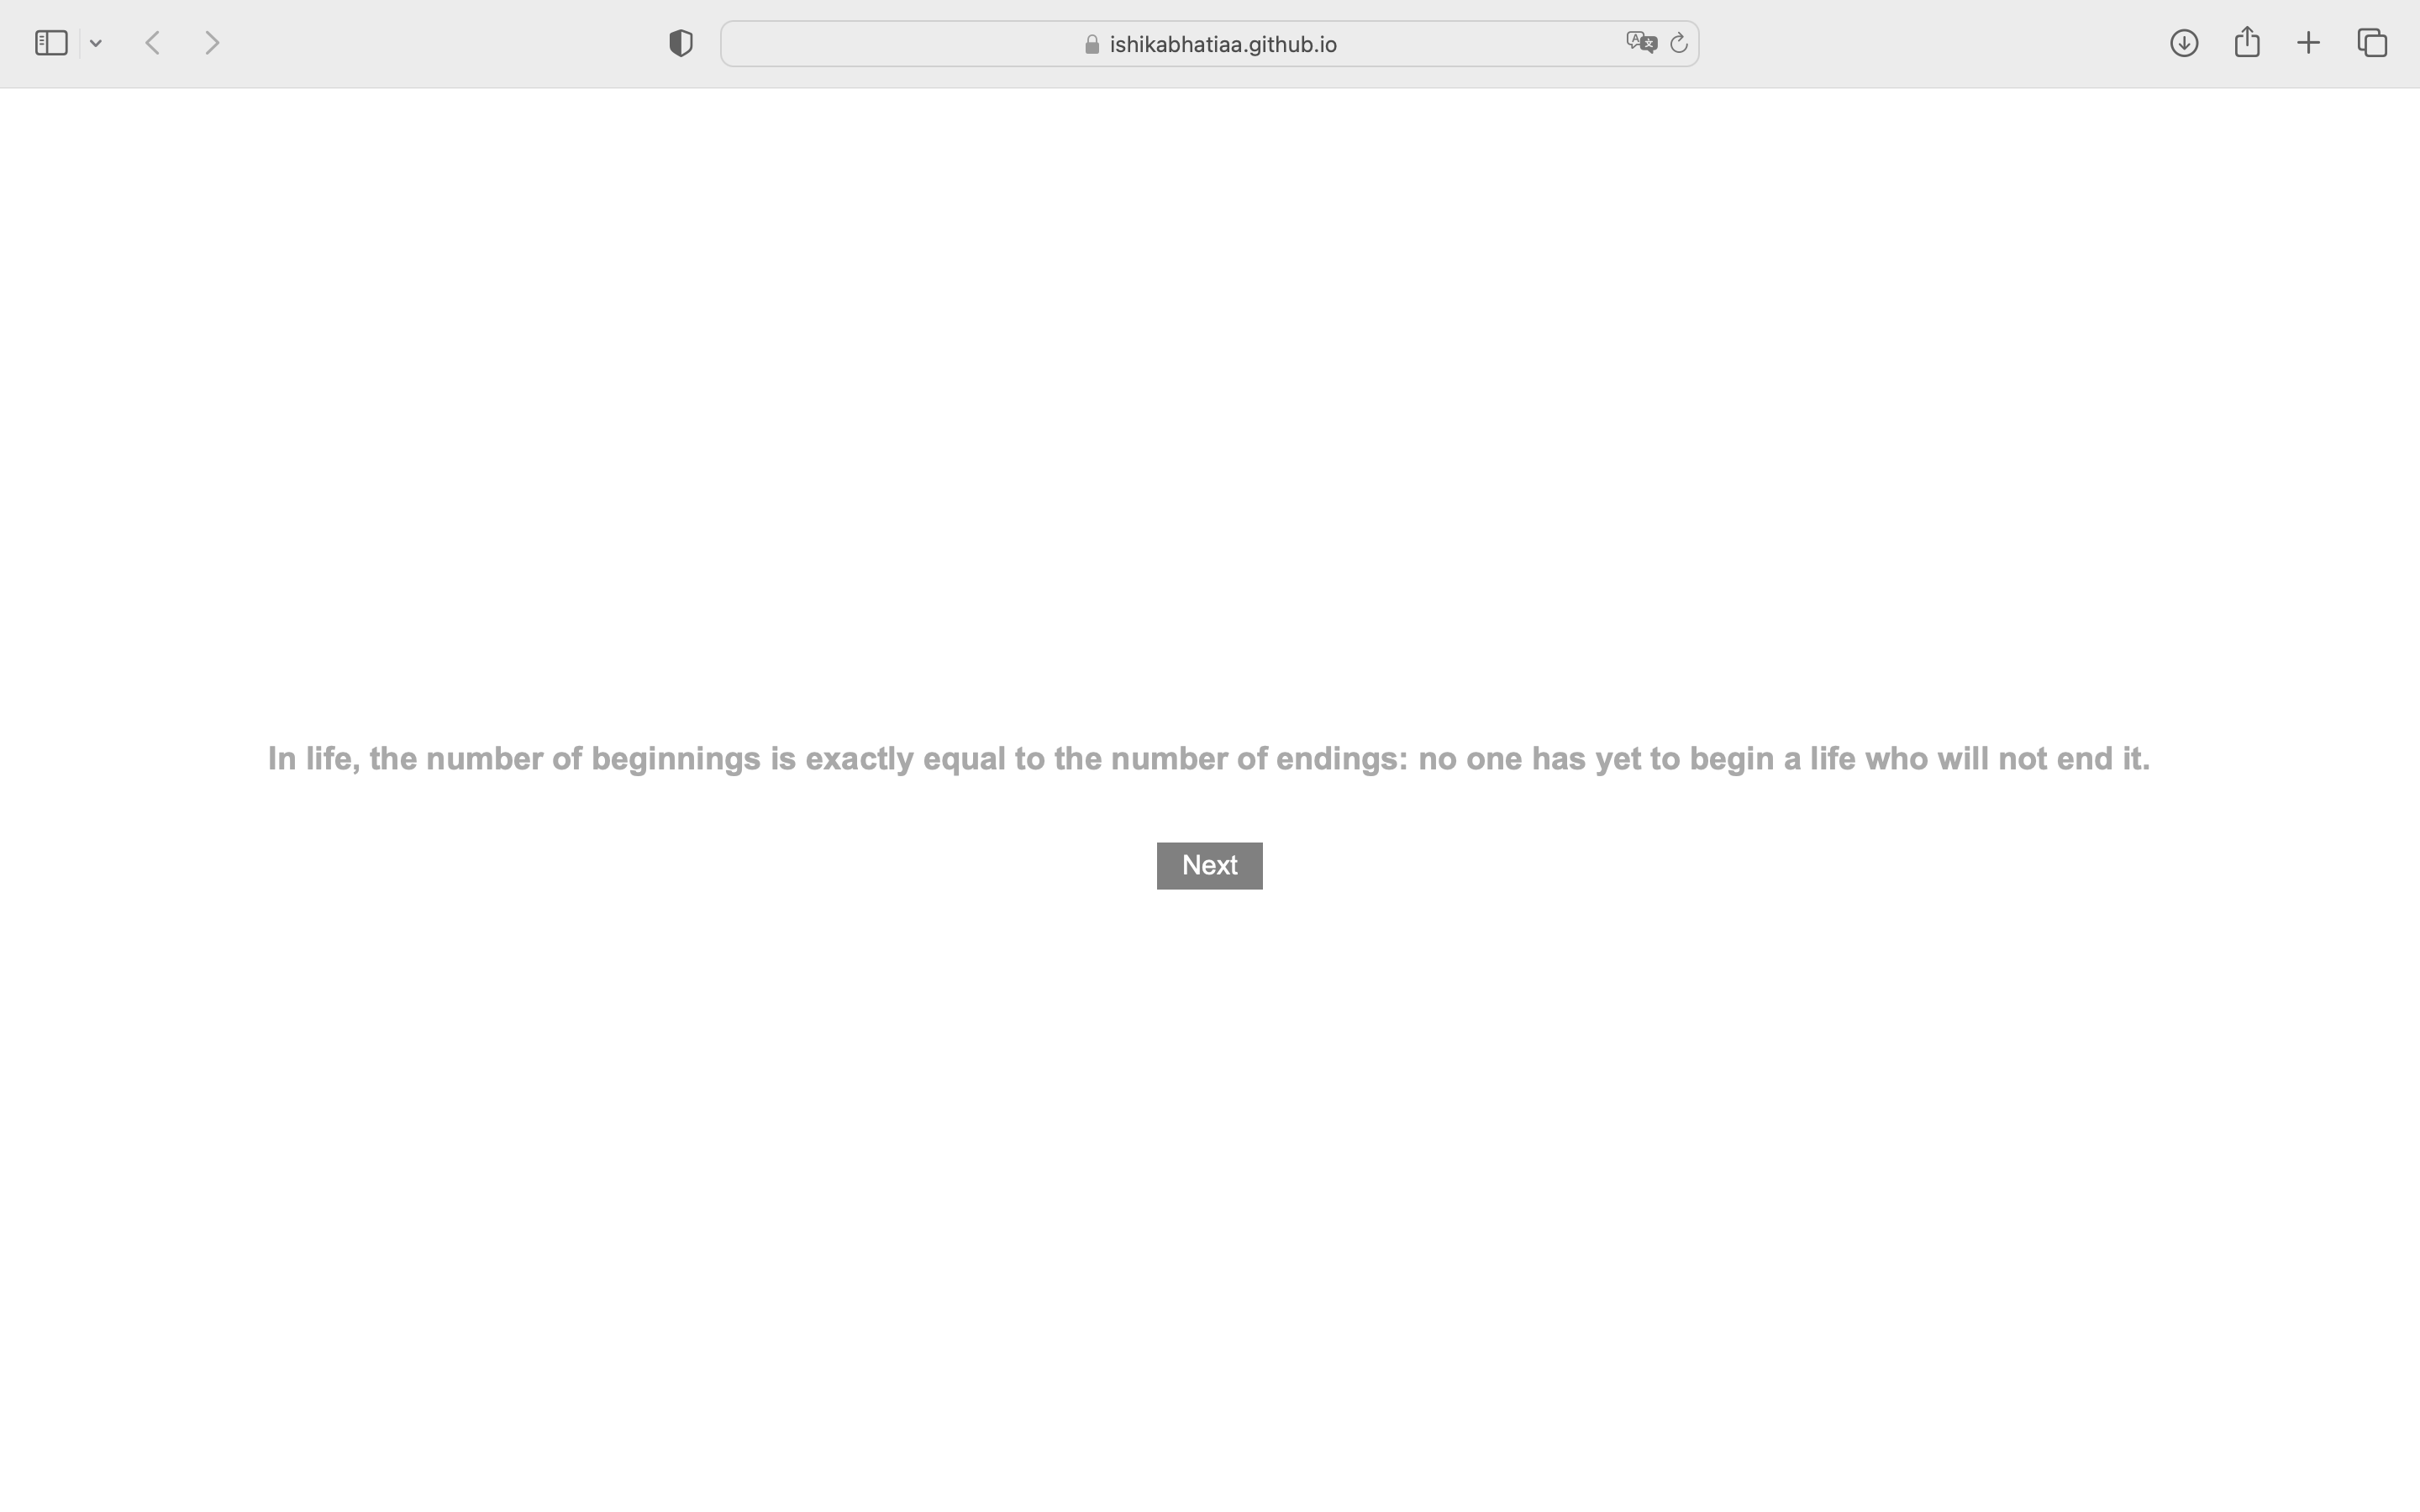 ishikabhatiaa.github.io
In life, the number of beginnings is exactly equal to the number of endings: no one has yet to begin a life who will not end it.
Next